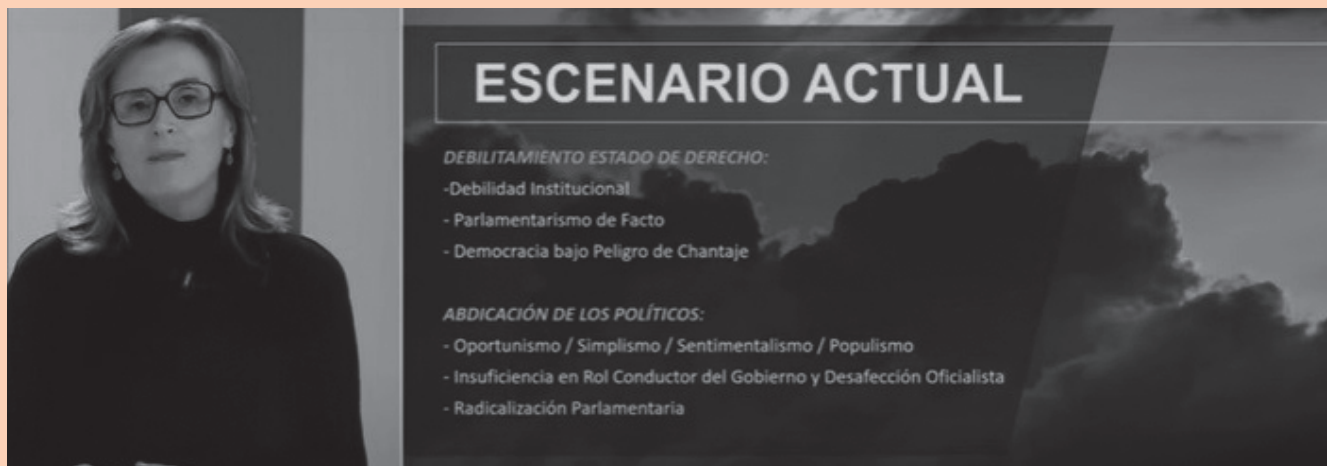 ESCENARIO ACTUAL
DEBILITAMIENTO ESTADO DE DERECHO:
-Debilidad Institucional
- Parlamentarismo de Facto
- Democracia bajo Peligro de Chantaje
ABDICACIÓN DE LOS POLÍTICOS:
- Oportunismo / Simplismo / Sentimentalismo / Populismo
- Insuficiencia en Rol Conductor del Gobierno y Desafección Oficialista
- Radicalización Parlamentaria